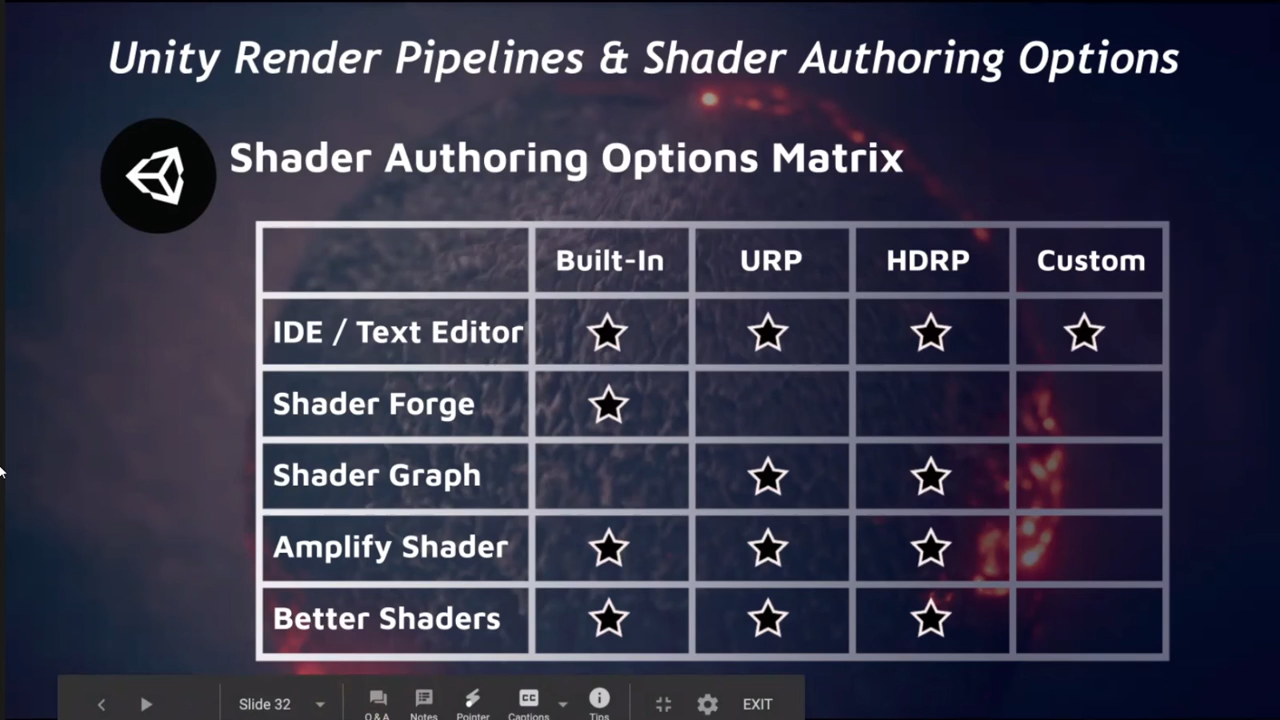 Unity Render Pipelines & Shader Authoring Options
Shader Authoring Options Matrix
Built-In URP HDRP Custom
IDE / Text Editor
Shader Forge
Shader Graph
Amplify Shader
Better Shaders
Slide 32 Q&A Notes Pointer Captions Tips EXIT
CC